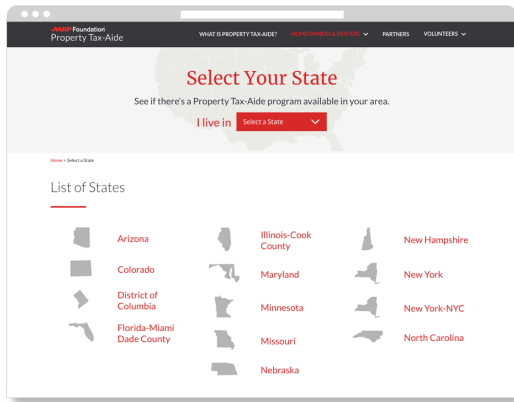 AARP Foundation
Property Tax-Aide
WHAT IS PROPERTY TAX-AIDE?
HOMEOWNERS & RENTERS
PARTNERS
VOLUNTEERS
Select Your State
See if there's a Property Tax-Aide program available in your area.
I live in
Select a State
Home > Select a State
List of States
Arizona
Colorado
District of
Columbia
Florida-Miami
Dade County
Illinois-Cook
County
Maryland
Minnesota
Missouri
Nebraska
New Hampshire
New York
New York-NYC
North Carolina